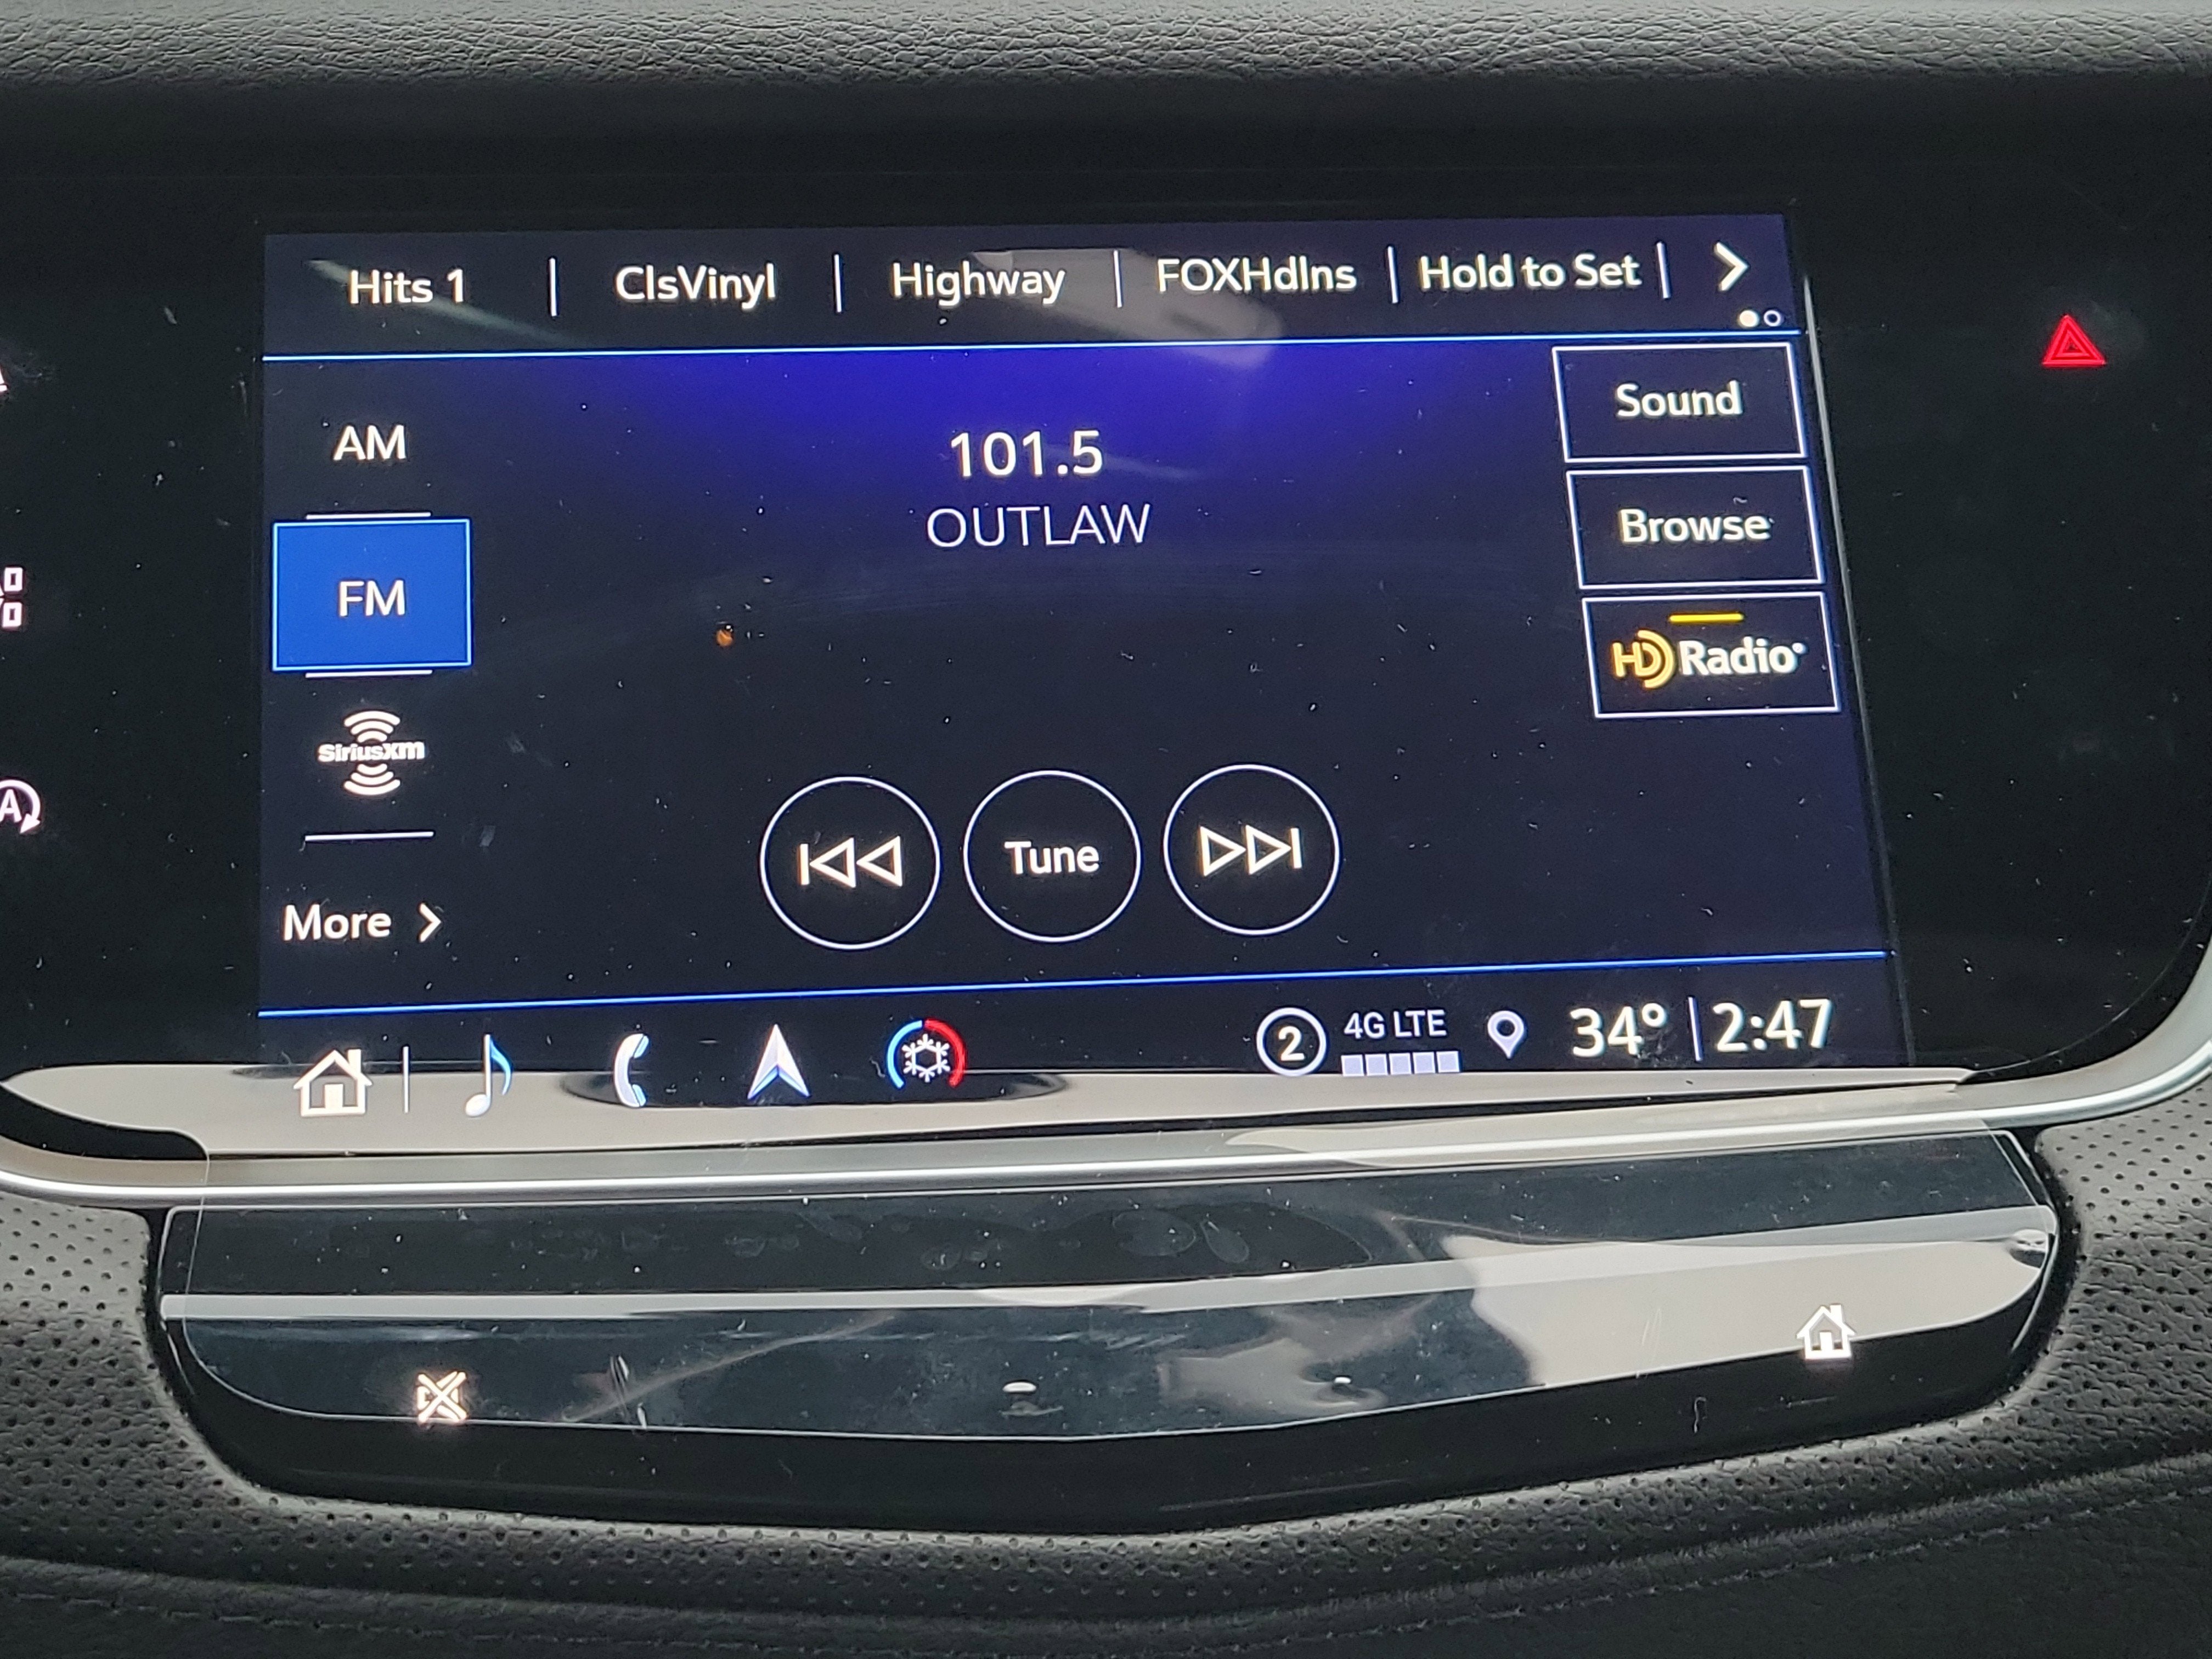 Hits 1 | ClsVinyl | Highway | FOXHdlns | Hold to Set |
Sound
AM
101.5
OUTLAW
Browse
FM
HD Radio
SiriusXM
Tune
More
2 4G LTE 34° | 2:47
A